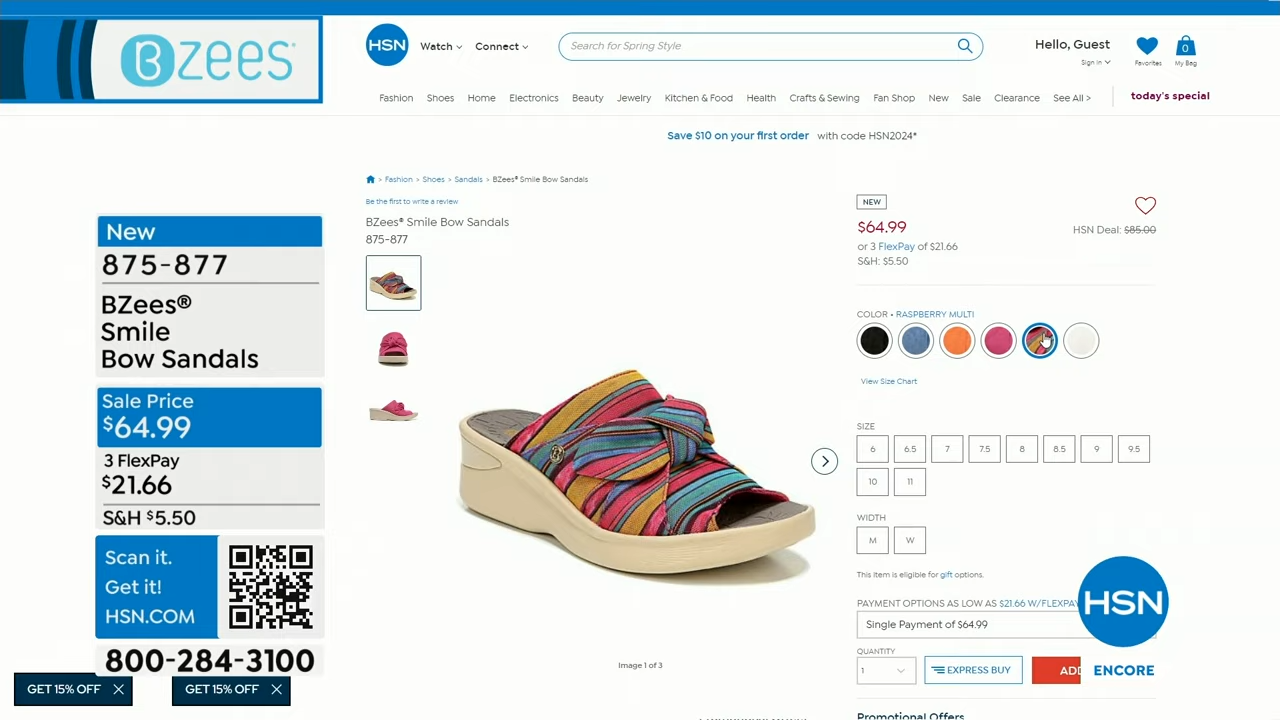 Bzees
HSN
Watch
Connect
Search for Spring Style
Hello, Guest
Sign In
Favorites
0
My Bag
Fashion
Shoes
Home
Electronics
Beauty
Jewelry
Kitchen & Food
Health
Crafts & Sewing
Fan Shop
New
Sale
Clearance
See All >
today's special
Save $10 on your first order with code HSN2024*
> Fashion > Shoes > Sandals > BZees® Smile Bow Sandals
Be the first to write a review
BZees® Smile Bow Sandals
875-877
NEW
$64.99
HSN Deal: $85.00
or 3 FlexPay of $21.66
S&H: $5.50
COLOR • RASPBERRY MULTI
View Size Chart
SIZE
6 6.5 7 7.5 8 8.5 9 9.5
10 11
WIDTH
M W
This item is eligible for gift options.
PAYMENT OPTIONS AS LOW AS $21.66 W/FLEXPAY
Single Payment of $64.99
QUANTITY
1
EXPRESS BUY
ADD
Promotional Offers
Image 1 of 3
New
875-877
BZees®
Smile
Bow Sandals
Sale Price
$64.99
3 FlexPay
$21.66
S&H $5.50
Scan it.
Get it!
HSN.COM
800-284-3100
GET 15% OFF
GET 15% OFF
HSN
ENCORE